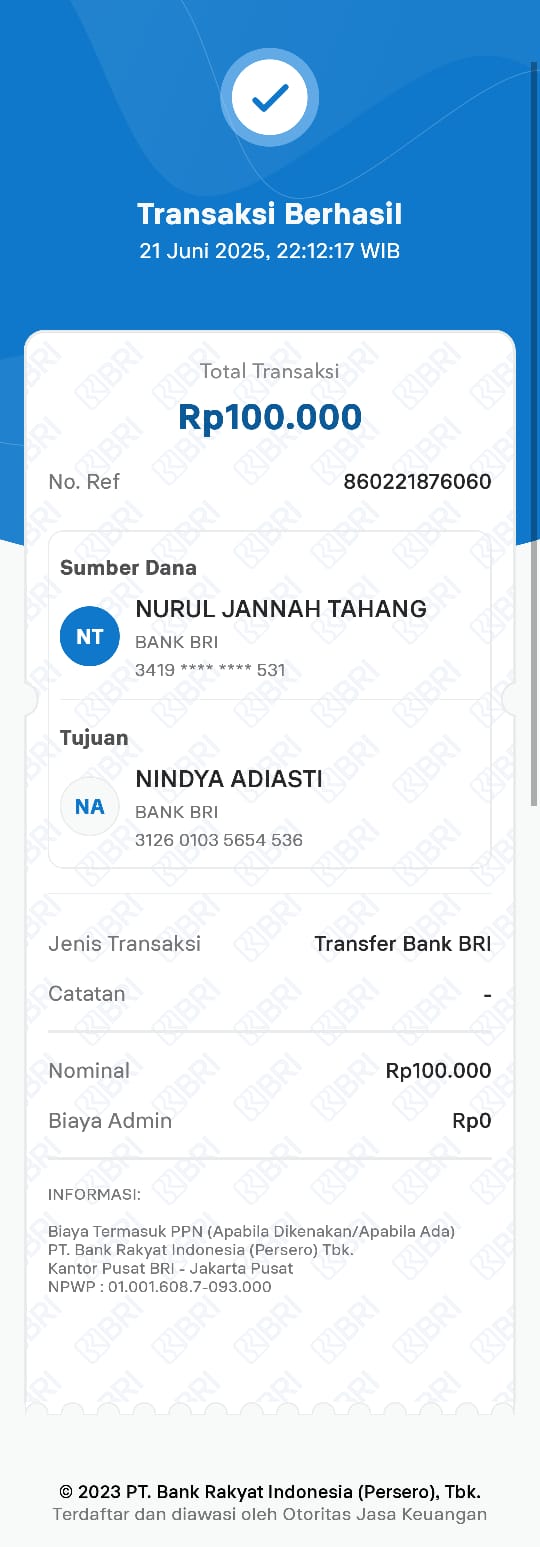 Transaksi Berhasil
21 Juni 2025, 22:12:17 WIB
Total Transaksi
Rp100.000
No. Ref 860221876060
Sumber Dana
NT
NURUL JANNAH TAHANG
BANK BRI
3419 **** **** 531
Tujuan
NA
NINDYA ADIASTI
BANK BRI
3126 0103 5654 536
Jenis Transaksi Transfer Bank BRI
Catatan -
Nominal Rp100.000
Biaya Admin Rp0
INFORMASI:
Biaya Termasuk PPN (Apabila Dikenakan/Apabila Ada)
PT. Bank Rakyat Indonesia (Persero) Tbk.
Kantor Pusat BRI - Jakarta Pusat
NPWP : 01.001.608.7-093.000
© 2023 PT. Bank Rakyat Indonesia (Persero), Tbk.
Terdaftar dan diawasi oleh Otoritas Jasa Keuangan